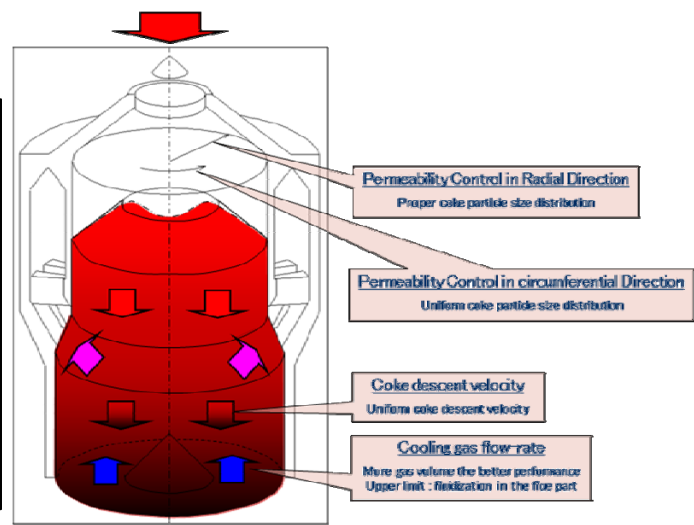 Permeability Control in Radial Direction
Proper coke particle size distribution
Permeability Control in circumferential Direction
Uniform coke particle size distribution
Coke descent velocity
Uniform coke descent velocity
Cooling gas flow-rate
More gas volume the better performance
Upper limit : fluidization in the flce part